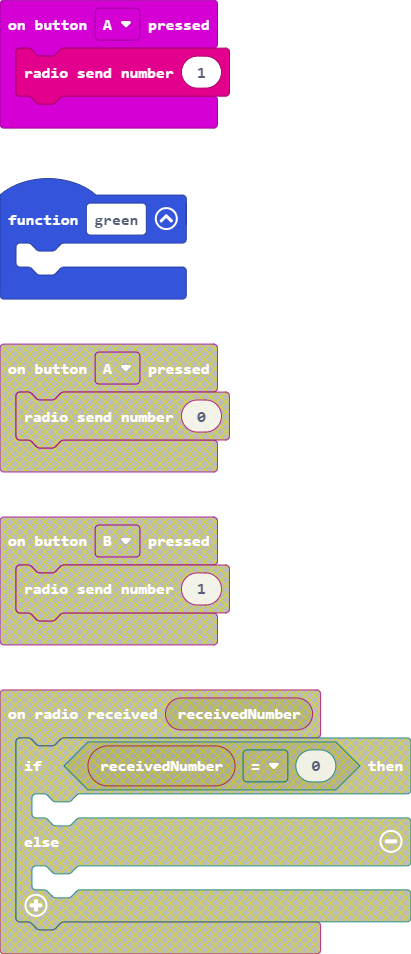 on button A pressed
radio send number 1
function green
on button A pressed
radio send number 0
on button B pressed
radio send number 1
on radio received receivedNumber
if receivedNumber = 0 then
else